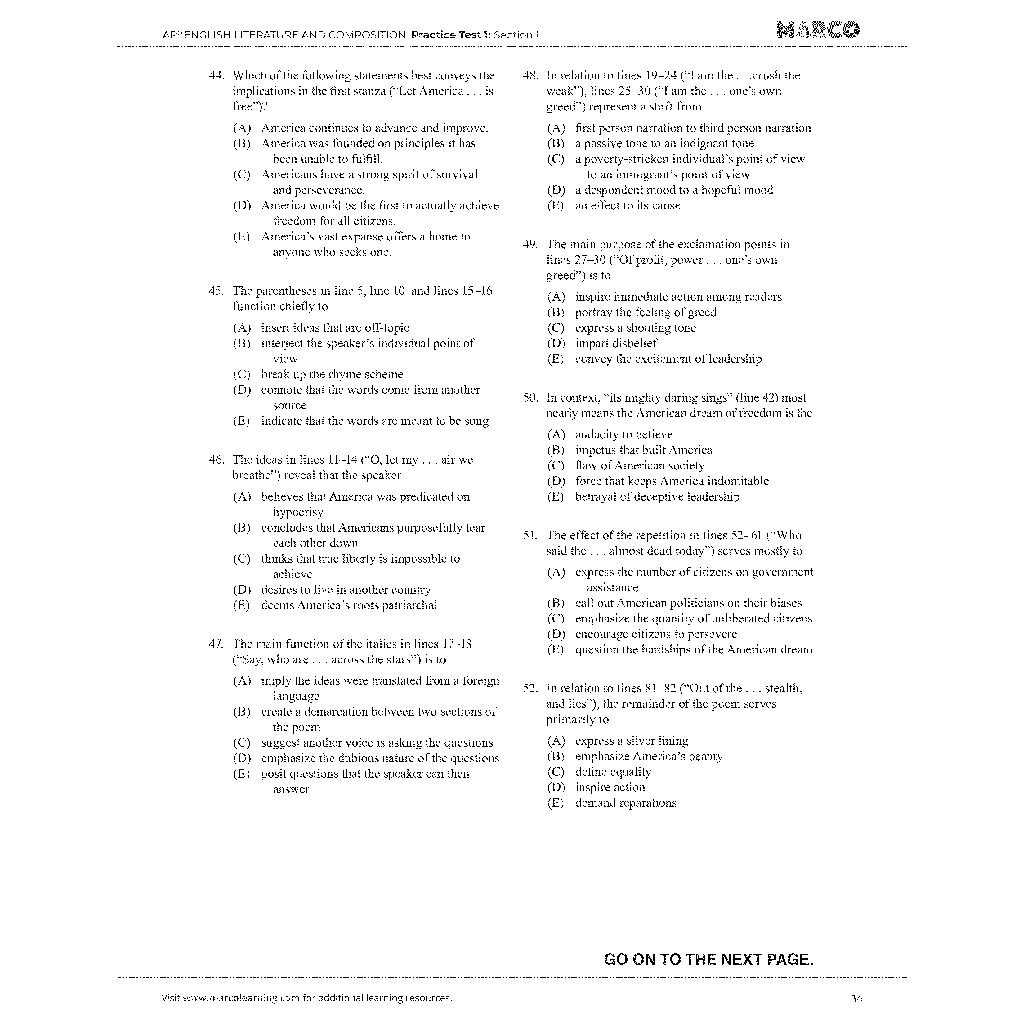 AP® ENGLISH LITERATURE AND COMPOSITION Practice Test 1: Section I
MARCO
44. Which of the following statements best conveys the
implications in the first stanza (“Let America . . . is
free”)?
(A) America continues to advance and improve.
(B) America was founded on principles it has
been unable to fulfill.
(C) Americans have a strong spirit of survival
and perseverance.
(D) America would be the first to actually achieve
freedom for all citizens.
(E) America’s vast expanse offers a home to
anyone who seeks one.
45. The parentheses in line 5, line 10 and lines 15–16
function chiefly to
(A) insert ideas that are off-topic
(B) interject the speaker’s individual point of
view
(C) break up the rhyme scheme
(D) connote that the words come from another
source
(E) indicate that the words are meant to be sung
46. The ideas in lines 11–14 (“O, let my . . . air we
breathe”) reveal that the speaker
(A) believes that America was predicated on
hypocrisy
(B) concludes that Americans purposefully tear
each other down
(C) thinks that true liberty is impossible to
achieve
(D) desires to live in another country
(E) deems America’s roots patriarchal
47. The main function of the italics in lines 17–18
(“Say, who are . . . across the stars”) is to
(A) imply the ideas were translated from a foreign
language
(B) create a demarcation between two sections of
the poem
(C) suggest another voice is asking the questions
(D) emphasize the dubious nature of the questions
(E) posit questions that the speaker can then
answer
48. In relation to lines 19–24 (“I am the . . . crush the
weak”), lines 25–30 (“I am the . . . one’s own
greed”) represent a shift from
(A) first person narration to third person narration
(B) a passive tone to an indignant tone
(C) a poverty-stricken individual’s point of view
to an immigrant’s point of view
(D) a despondent mood to a hopeful mood
(E) an effect to its cause
49. The main purpose of the exclamation points in
lines 27–30 (“Of profit, power . . . one’s own
greed”) is to
(A) inspire immediate action among readers
(B) portray the feeling of greed
(C) express a shouting tone
(D) impart disbelief
(E) convey the excitement of leadership
50. In context, “its mighty daring sings” (line 42) most
nearly means the American dream of freedom is the
(A) audacity to believe
(B) impetus that built America
(C) flaw of American society
(D) force that keeps America indomitable
(E) betrayal of deceptive leadership
51. The effect of the repetition in lines 52–61 (“Who
said the . . . almost dead today”) serves mostly to
(A) express the number of citizens on government
assistance
(B) call out American politicians on their biases
(C) emphasize the quantity of unliberated citizens
(D) encourage citizens to persevere
(E) question the hardships of the American dream
52. In relation to lines 81–82 (“Out of the . . . stealth,
and lies”), the remainder of the poem serves
primarily to
(A) express a silver lining
(B) emphasize America’s beauty
(C) define equality
(D) inspire action
(E) demand reparations
GO ON TO THE NEXT PAGE.
Visit www.marcolearning.com for additional learning resources.